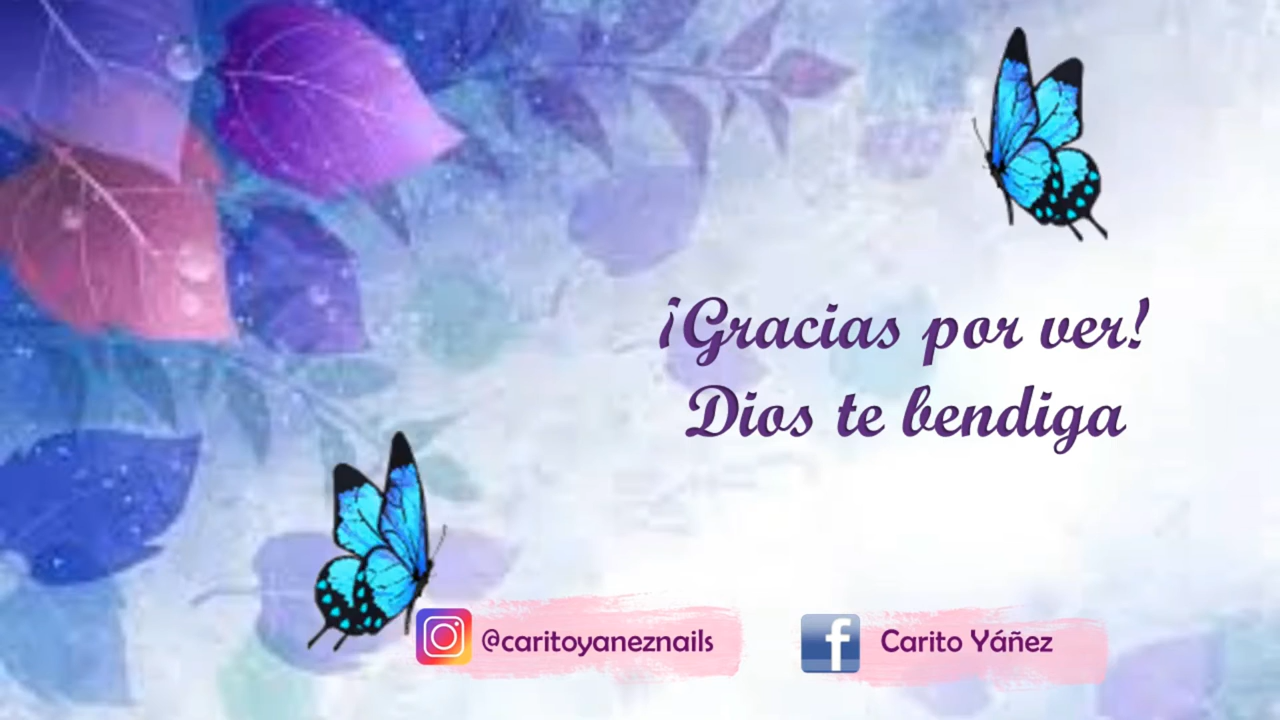 ¡Gracias por ver!
Dios te bendiga
@caritoyaneznails
Carito Yáñez